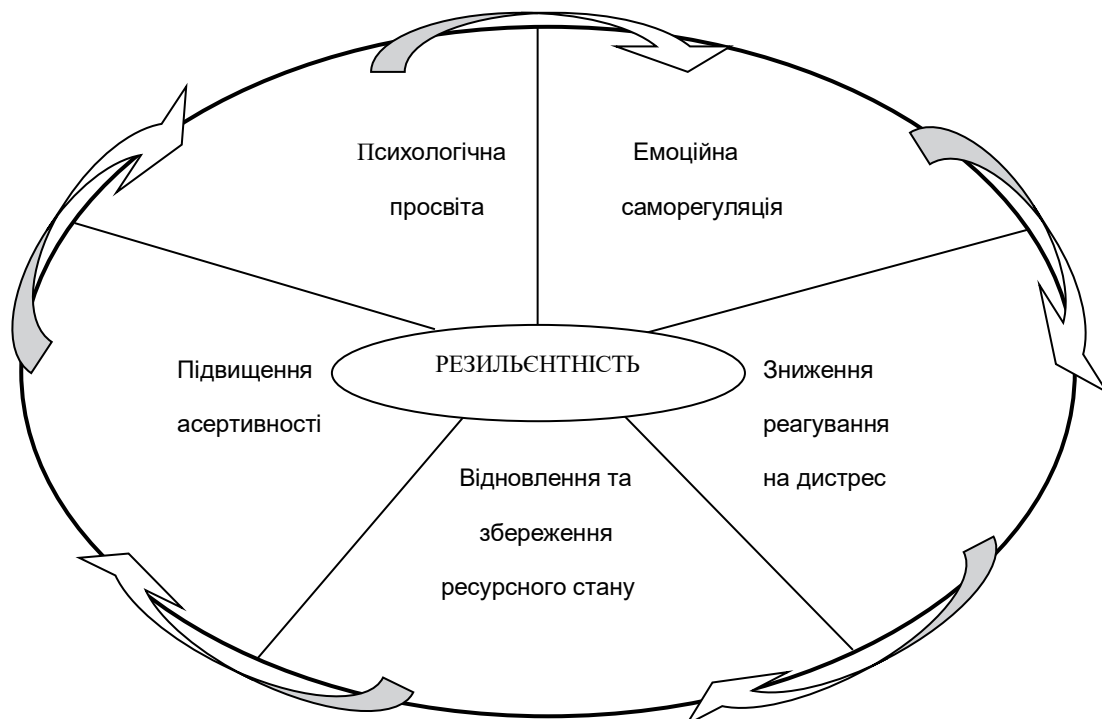 Психологічна
просвіта
Емоційна
саморегуляція
Підвищення
асертивності
РЕЗИЛЬЄНТНІСТЬ
Зниження
реагування
на дистрес
Відновлення та
збереження
ресурсного стану